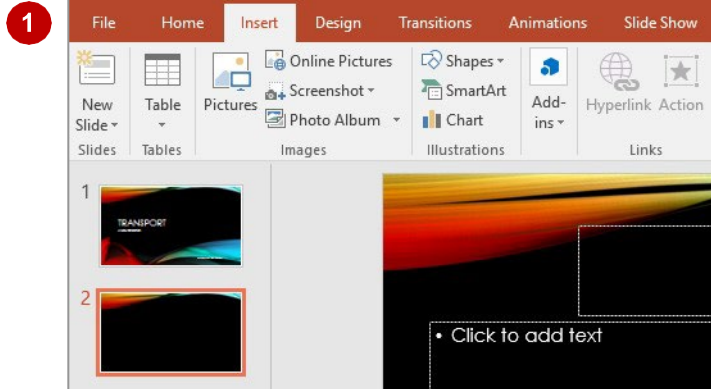 1
File Home Insert Design Transitions Animations Slide Show
New Slide
Table
Pictures
Online Pictures
Screenshot
Photo Album
Shapes
SmartArt
Chart
Add-
ins
Hyperlink Action
Slides Tables Images Illustrations Links
1
TRANSPORT
2
• Click to add text